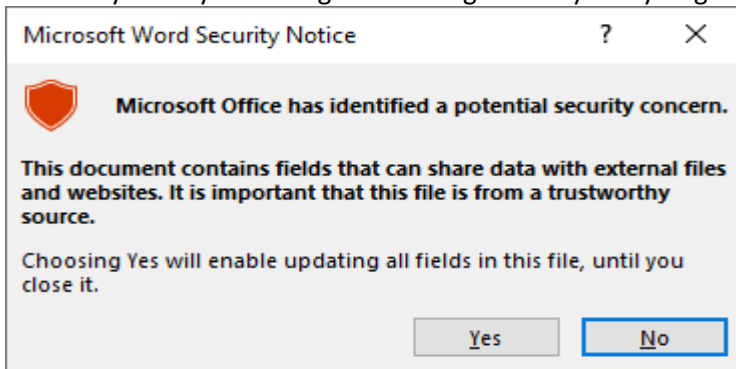 Microsoft Word Security Notice ? ×
Microsoft Office has identified a potential security concern.
This document contains fields that can share data with external files
and websites. It is important that this file is from a trustworthy
source.
Choosing Yes will enable updating all fields in this file, until you
close it.
Yes No